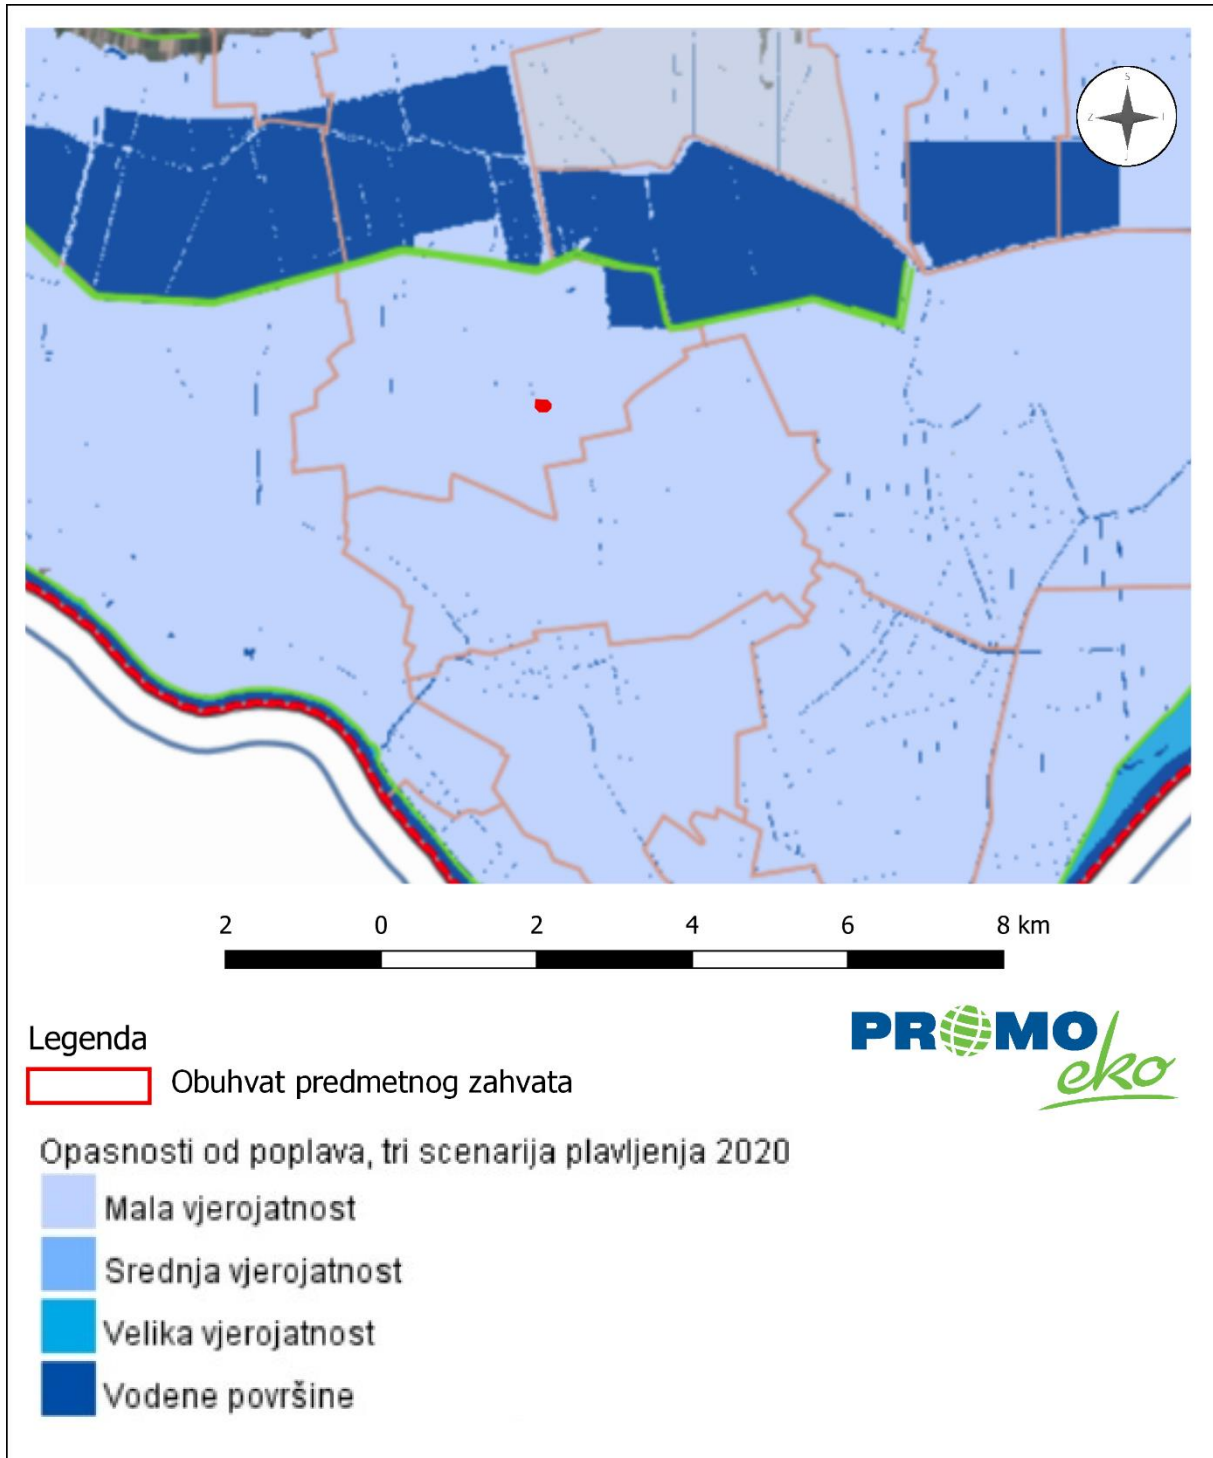 S
Z I
J
2 0 2 4 6 8 km
Legenda
PROMO
eko
Obuhvat predmetnog zahvata
Opasnosti od poplava, tri scenarija plavljenja 2020
Mala vjerojatnost
Srednja vjerojatnost
Velika vjerojatnost
Vodene površine